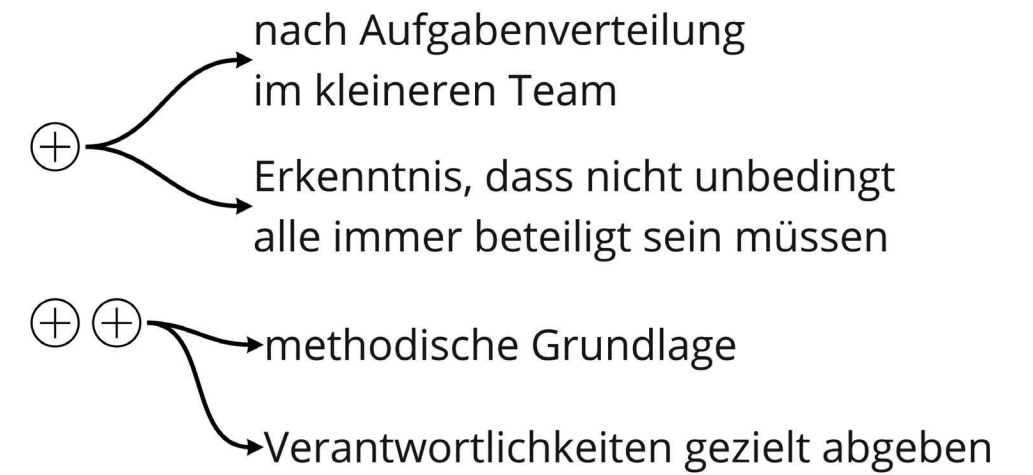 nach Aufgabenverteilung
im kleineren Team
Erkenntnis, dass nicht unbedingt
alle immer beteiligt sein müssen
methodische Grundlage
Verantwortlichkeiten gezielt abgeben